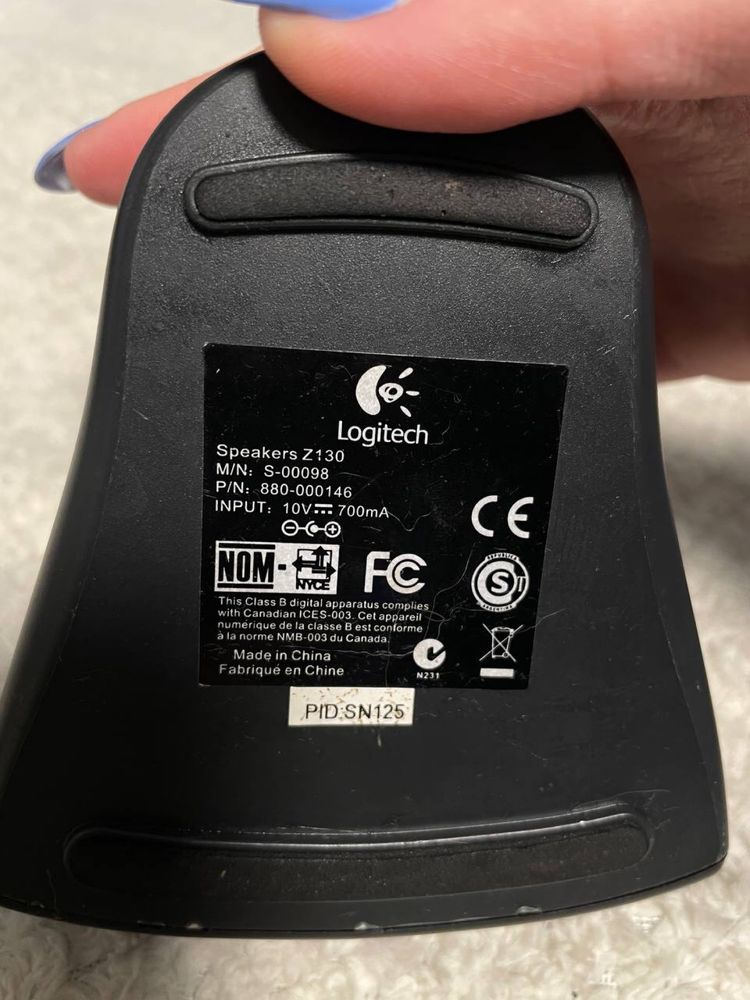 Logitech
Speakers Z130
M/N: S-00098
P/N: 880-000146
INPUT: 10V⎓700mA
CE
NOM-
NYCE
FC
REPUBLICA
S
ARGENTINA
This Class B digital apparatus complies
with Canadian ICES-003. Cet appareil
numérique de la classe B est conforme
à la norme NMB-003 du Canada.
Made in China
Fabriqué en Chine
N231
PID:SN125